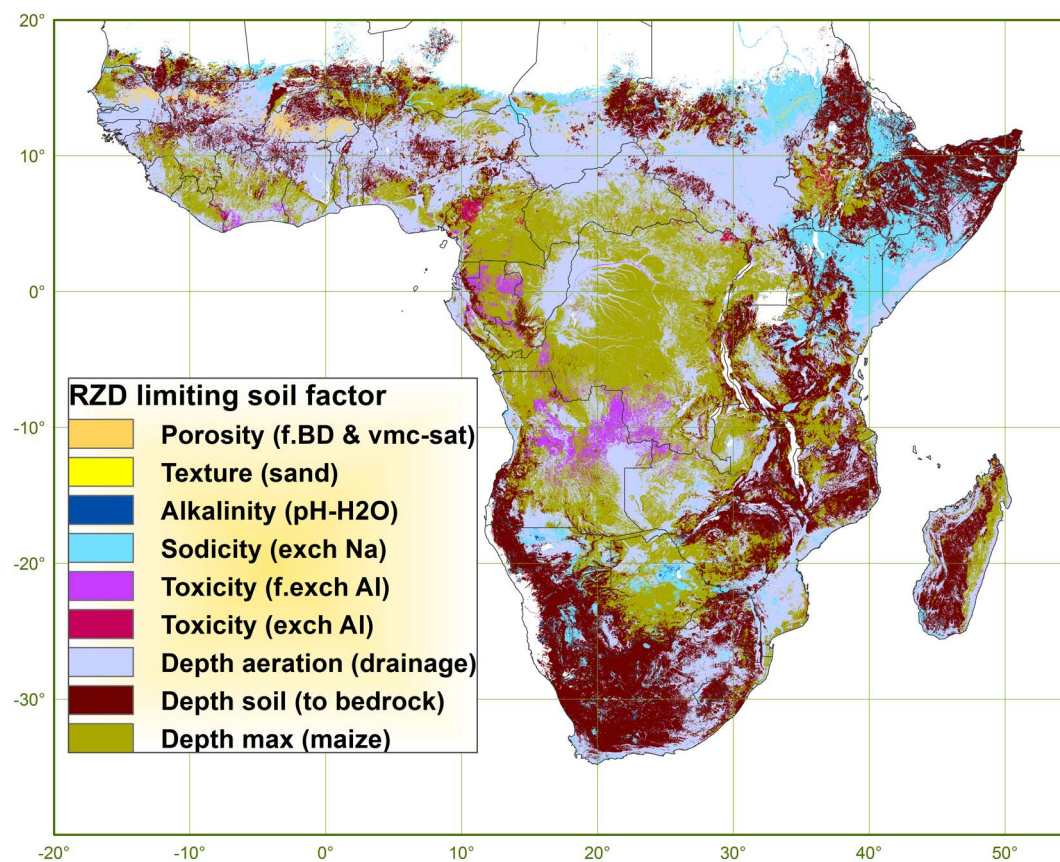 20°
10°
0°
-10°
-20°
-30°
RZD limiting soil factor
Porosity (f.BD & vmc-sat)
Texture (sand)
Alkalinity (pH-H2O)
Sodicity (exch Na)
Toxicity (f.exch Al)
Toxicity (exch Al)
Depth aeration (drainage)
Depth soil (to bedrock)
Depth max (maize)
-20°
-10°
0°
10°
20°
30°
40°
50°